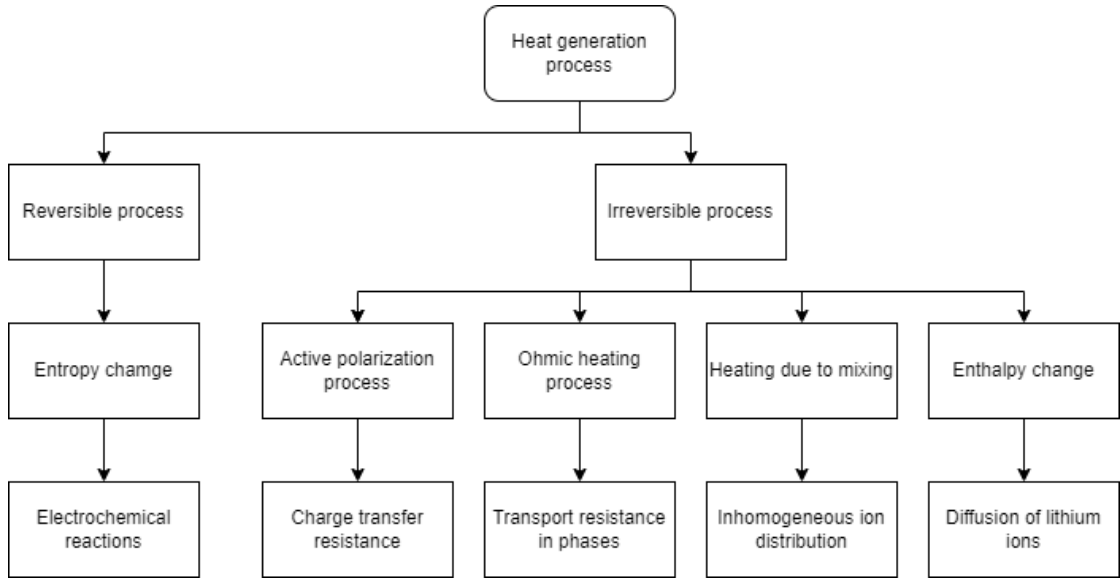 Heat generation
process
Reversible process
Irreversible process
Entropy chamge
Active polarization
process
Ohmic heating
process
Heating due to mixing
Enthalpy change
Electrochemical
reactions
Charge transfer
resistance
Transport resistance
in phases
Inhomogeneous ion
distribution
Diffusion of lithium
ions